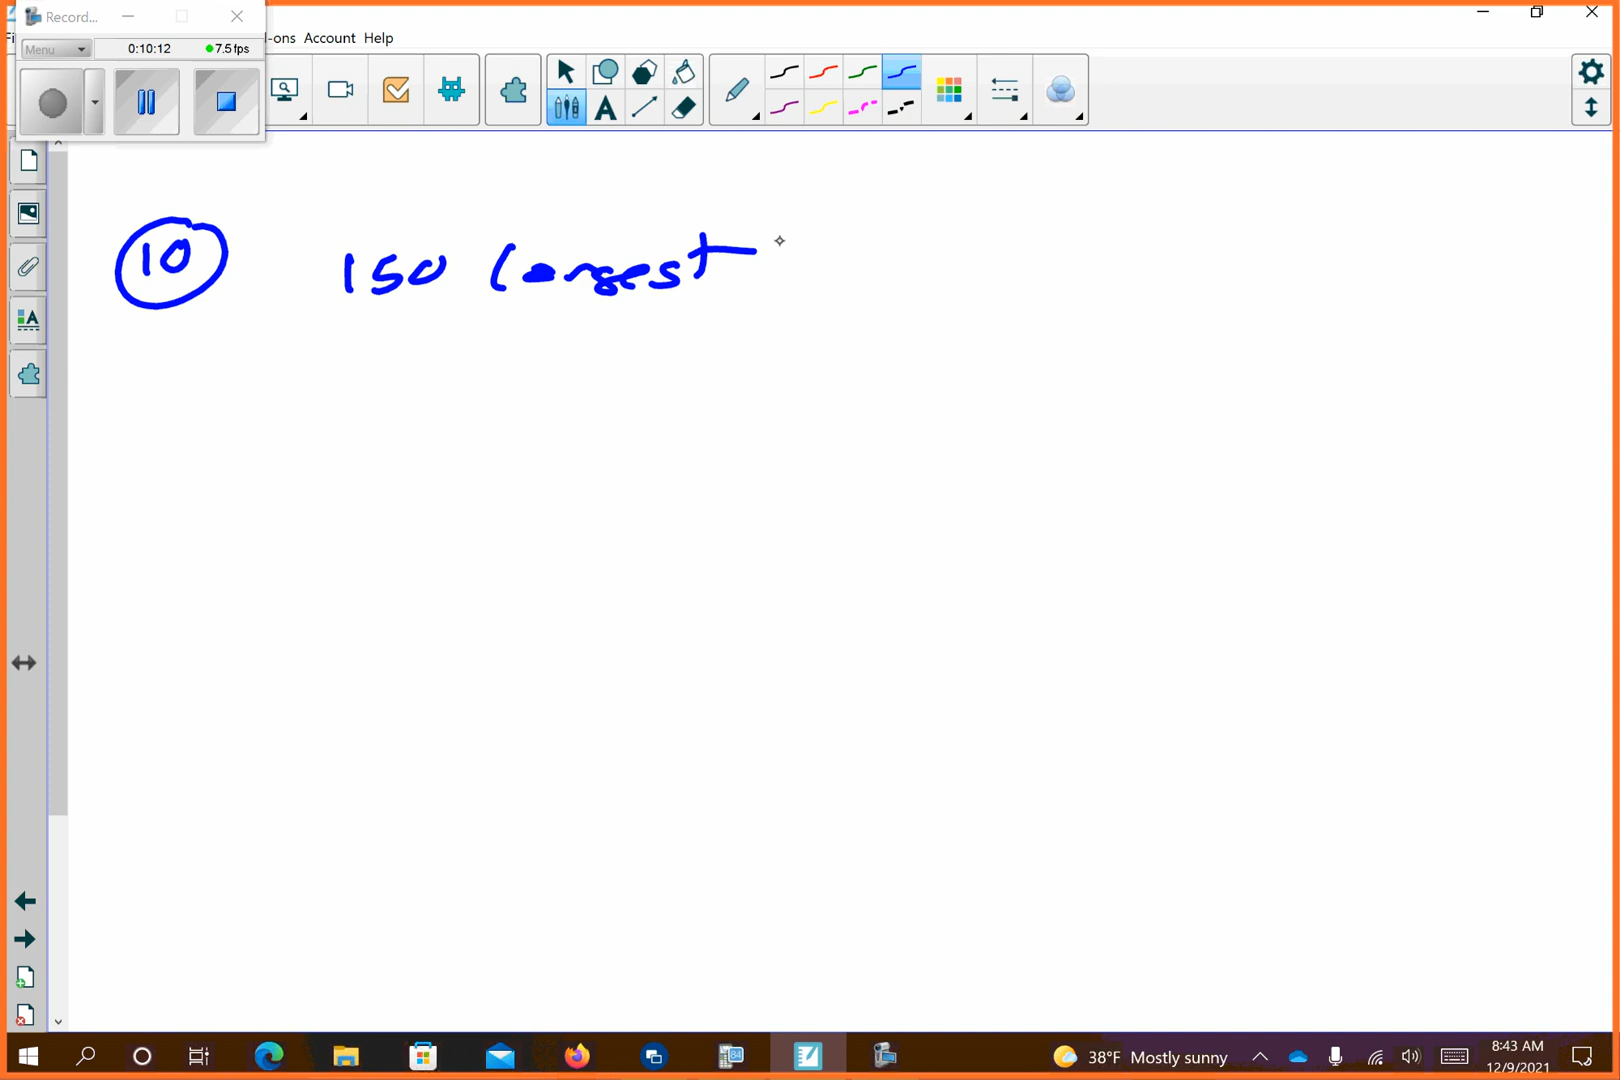 Record...
Menu
0:10:12
7.5 fps
l-ons Account Help
10
150 largest
84
38°F Mostly sunny
8:43 AM
12/9/2021